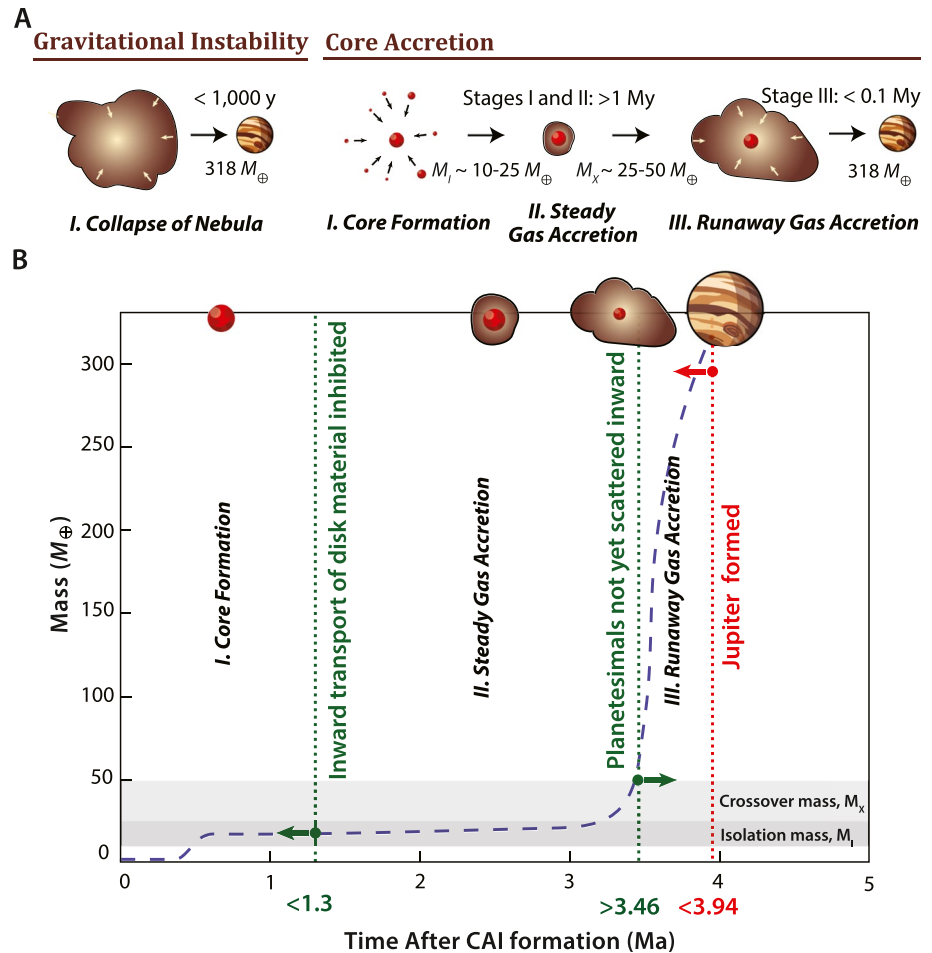 A
Gravitational Instability
Core Accretion
< 1,000 y
318 M⊕
I. Collapse of Nebula
Stages I and II: >1 My
M_I ~ 10-25 M⊕
M_X ~ 25-50 M⊕
Stage III: < 0.1 My
318 M⊕
I. Core Formation
II. Steady
Gas Accretion
III. Runaway Gas Accretion
B
Mass (M⊕)
300
250
200
150
100
50
0
I. Core Formation
Inward transport of disk material inhibited
II. Steady Gas Accretion
Planetesimals not yet scattered inward
III. Runaway Gas Accretion
Jupiter formed
Crossover mass, M_X
Isolation mass, M_I
0
1
2
3
4
5
<1.3
>3.46
<3.94
Time After CAI formation (Ma)